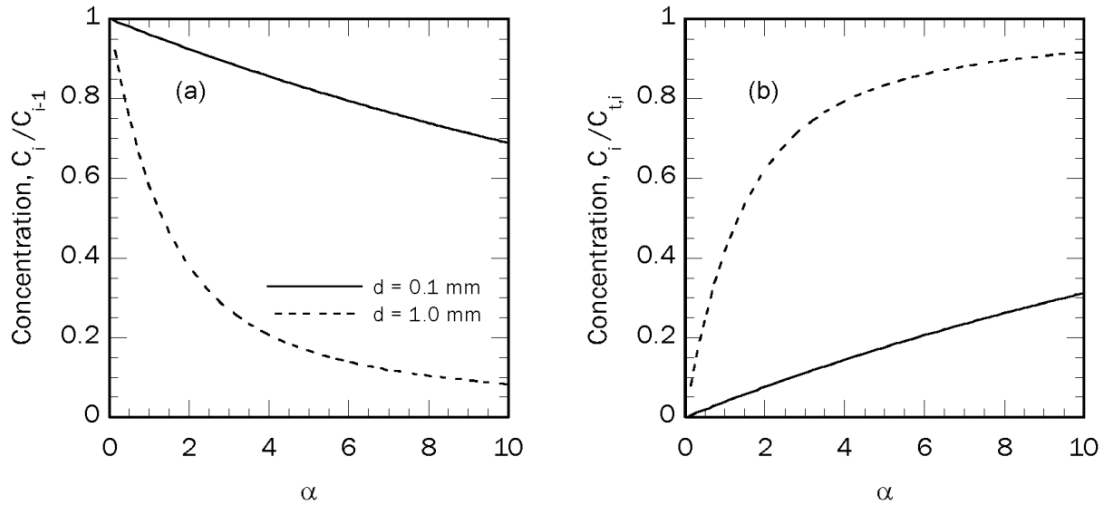 Concentration, C_i/C_{i-1}
1
0.8
0.6
0.4
0.2
0
(a)
d = 0.1 mm
d = 1.0 mm
0 2 4 6 8 10
α
Concentration, C_i/C_{t,i}
1
0.8
0.6
0.4
0.2
0
(b)
0 2 4 6 8 10
α